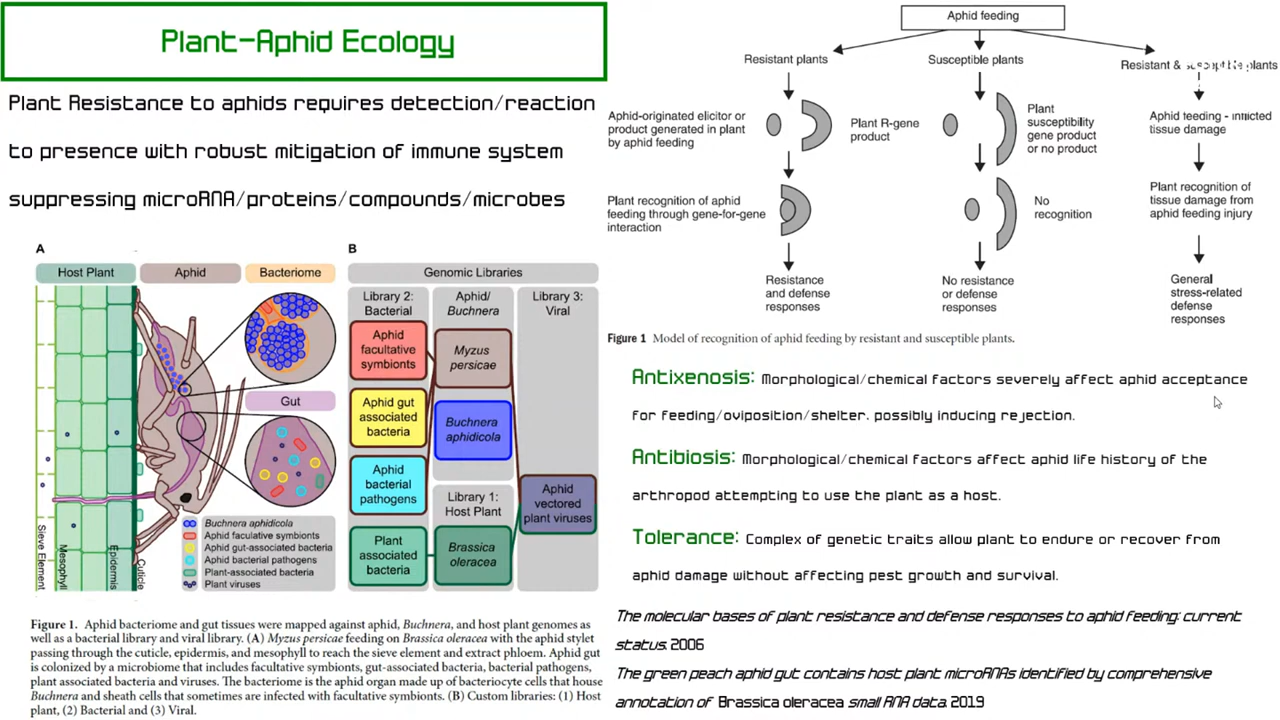 Plant-Aphid Ecology
Plant Resistance to aphids requires detection/reaction
to presence with robust mitigation of immune system
suppressing microRNA/proteins/compounds/microbes
A
Host Plant
Aphid
Bacteriome
Gut
Sieve Element
Mesophyll
Epidermis
Cuticle
Buchnera aphidicola
Aphid faculative symbionts
Aphid gut-associated bacteria
Aphid bacterial pathogens
Plant-associated bacteria
Plant viruses
B
Genomic Libraries
Library 2:
Bacterial
Aphid/
Buchnera
Library 3:
Viral
Aphid
facultative
symbionts
Myzus
persicae
Aphid gut
associated
bacteria
Buchnera
aphidicola
Aphid
bacterial
pathogens
Library 1:
Host Plant
Aphid
vectored
plant viruses
Plant
associated
bacteria
Brassica
oleracea
Figure 1. Aphid bacteriome and gut tissues were mapped against aphid, Buchnera, and host plant genomes as
well as a bacterial library and viral library. (A) Myzus persicae feeding on Brassica oleracea with the aphid stylet
passing through the cuticle, epidermis, and mesophyll to reach the sieve element and extract phloem. Aphid gut
is colonized by a microbiome that includes facultative symbionts, gut-associated bacteria, bacterial pathogens,
plant associated bacteria and viruses. The bacteriome is the aphid organ made up of bacteriocyte cells that house
Buchnera and sheath cells that sometimes are infected with facultative symbionts. (B) Custom libraries: (1) Host
plant, (2) Bacterial and (3) Viral.
Aphid feeding
Resistant plants
Susceptible plants
Resistant & susceptible plants
Aphid-originated elicitor or
product generated in plant
by aphid feeding
Plant R-gene
product
Plant
susceptibility
gene product
or no product
Aphid feeding - inflicted
tissue damage
Plant recognition of aphid
feeding through gene-for-gene
interaction
No
recognition
Plant recognition of
tissue damage from
aphid feeding injury
Resistance
and defense
responses
No resistance
or defense
responses
General
stress-related
defense
responses
Figure 1 Model of recognition of aphid feeding by resistant and susceptible plants.
Antixenosis: Morphological/chemical factors severely affect aphid acceptance
for feeding/oviposition/shelter. possibly inducing rejection.
Antibiosis: Morphological/chemical factors affect aphid life history of the
arthropod attempting to use the plant as a host.
Tolerance: Complex of genetic traits allow plant to endure or recover from
aphid damage without affecting pest growth and survival.
The molecular bases of plant resistance and defense responses to aphid feeding: current
status. 2006
The green peach aphid gut contains host plant microRNAs identified by comprehensive
annotation of Brassica oleracea small RNA data. 2019